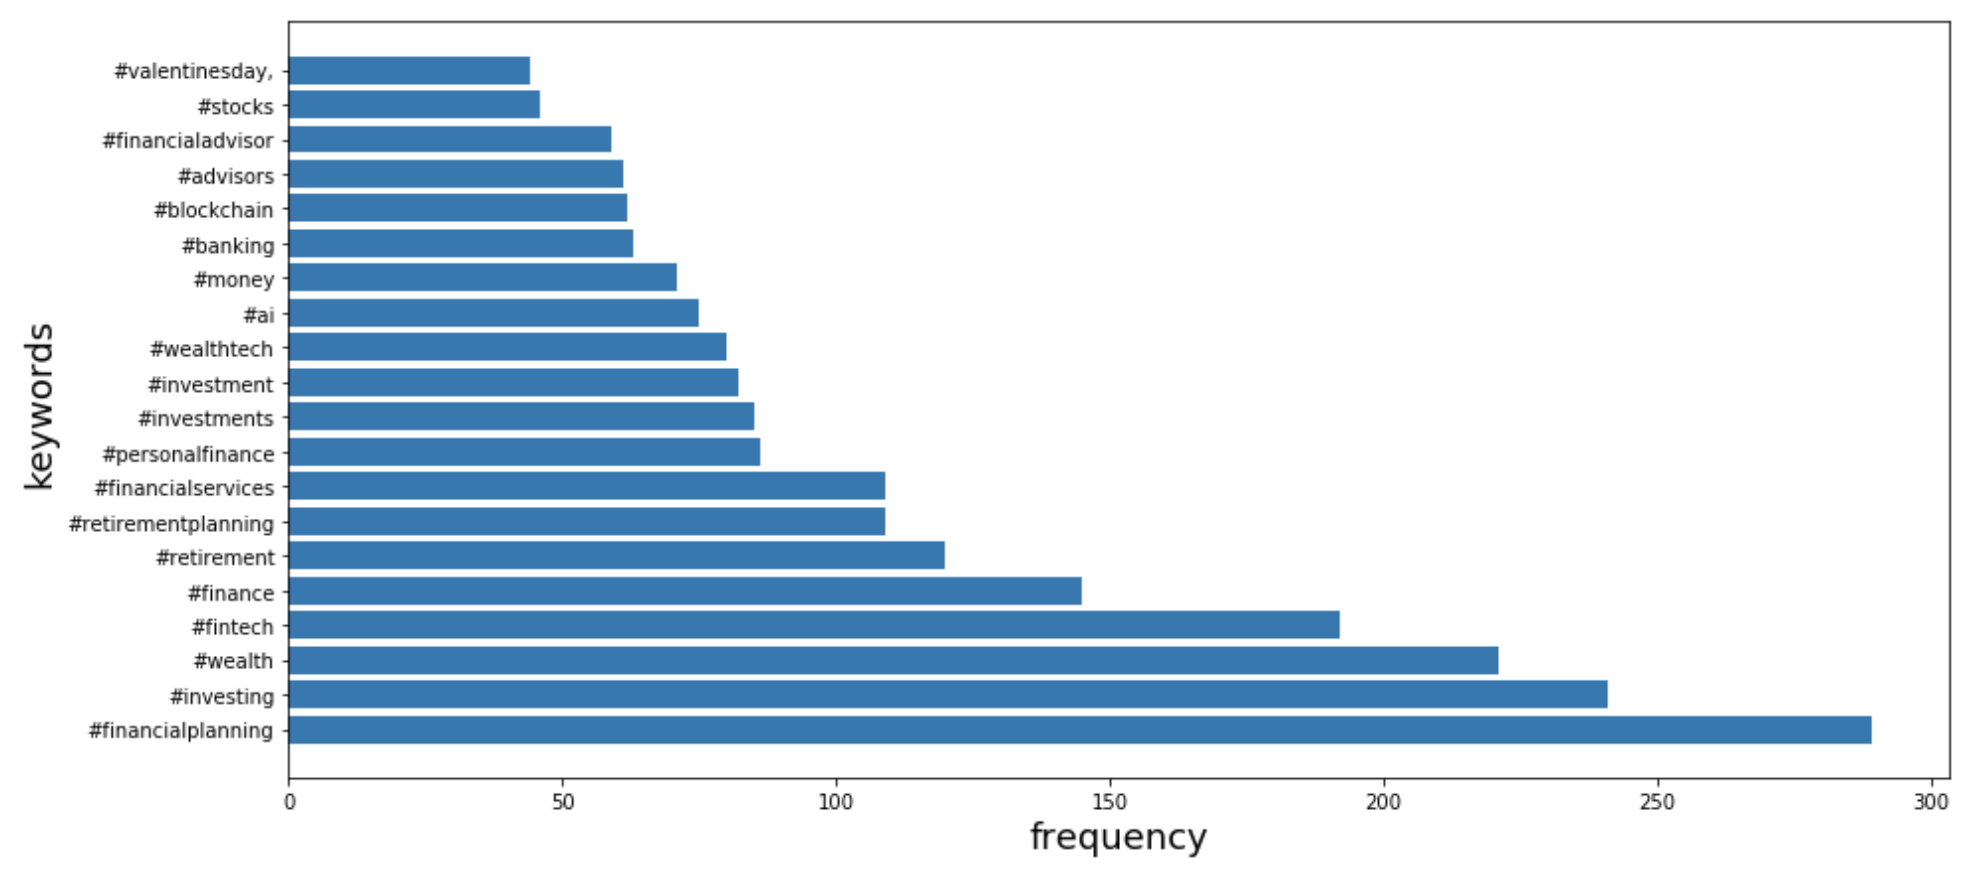 #valentinesday,
#stocks
#financialadvisor
#advisors
#blockchain
#banking
#money
#ai
#wealthtech
#investment
#investments
#personalfinance
#financialservices
#retirementplanning
#retirement
#finance
#fintech
#wealth
#investing
#financialplanning
keywords
0 50 100 150 200 250 300
frequency